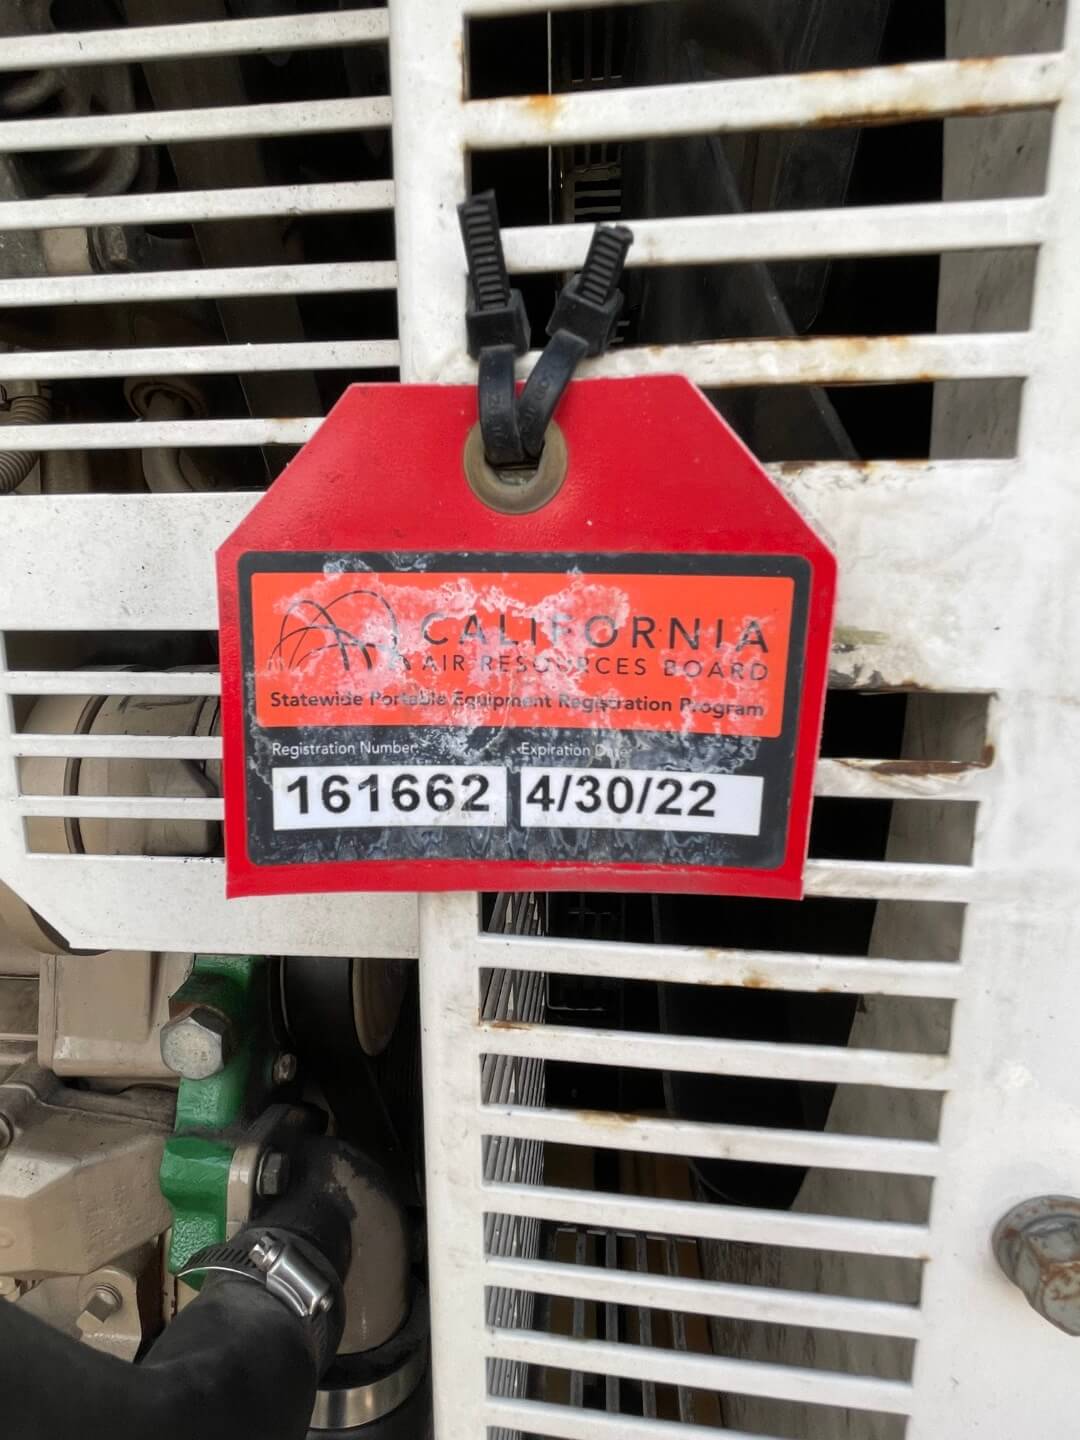 CALIFORNIA
AIR RESOURCES BOARD
Statewide Portable Equipment Registration Program
Registration Number:
Expiration Date:
161662
4/30/22